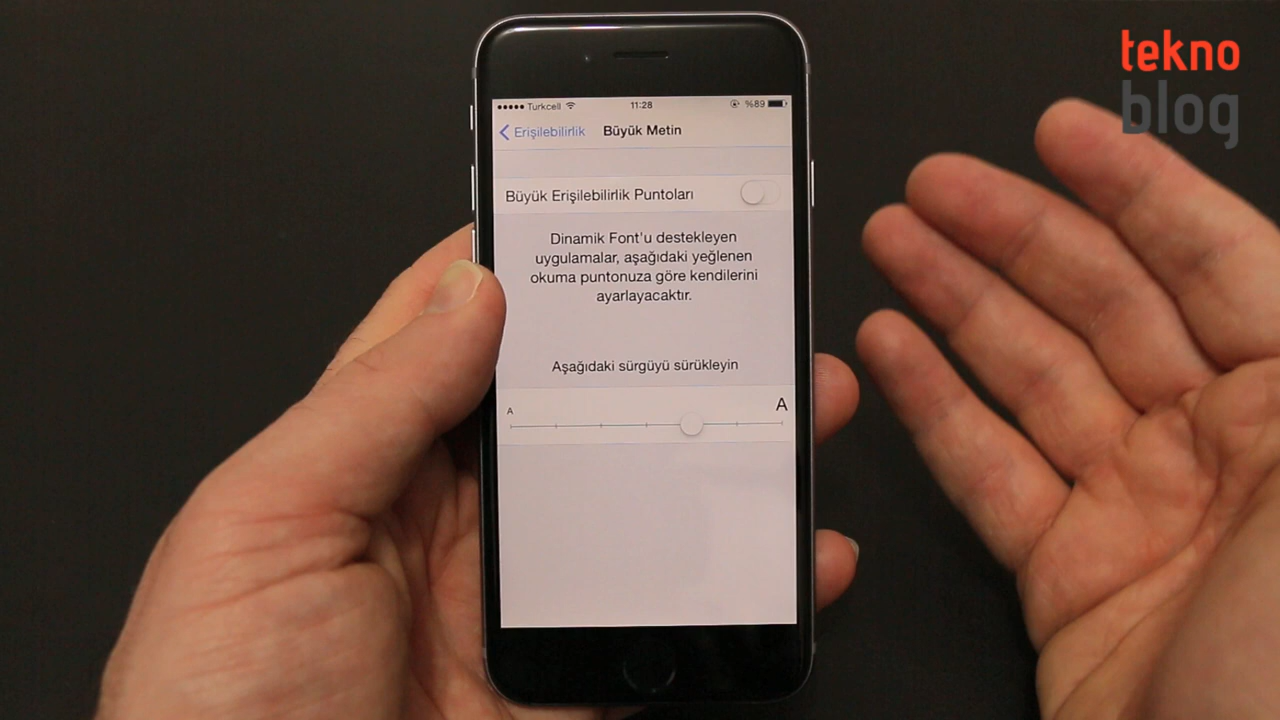 tekno
blog
Turkcell 11:28 %89
Erişilebilirlik Büyük Metin
Büyük Erişilebilirlik Puntoları
Dinamik Font'u destekleyen
uygulamalar, aşağıdaki yeğlenen
okuma puntonuza göre kendilerini
ayarlayacaktır.
Aşağıdaki sürgüyü sürükleyin
A A